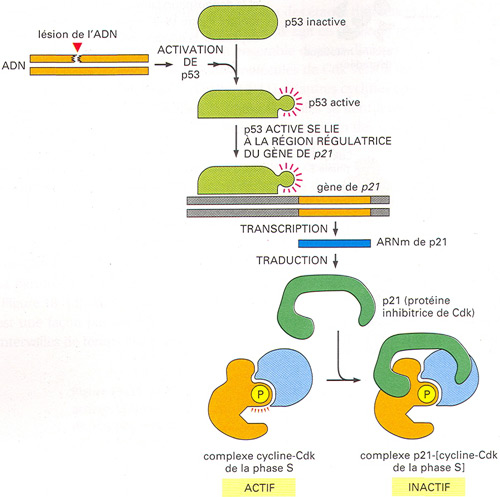 p53 inactive
lésion de l'ADN
ADN
ACTIVATION
DE
p53
p53 active
p53 ACTIVE SE LIE
À LA RÉGION RÉGULATRICE
DU GÈNE DE p21
gène de p21
TRANSCRIPTION
ARNm de p21
TRADUCTION
p21 (protéine
inhibitrice de Cdk)
P
P
complexe cycline-Cdk
de la phase S
ACTIF
complexe p21-[cycline-Cdk
de la phase S]
INACTIF